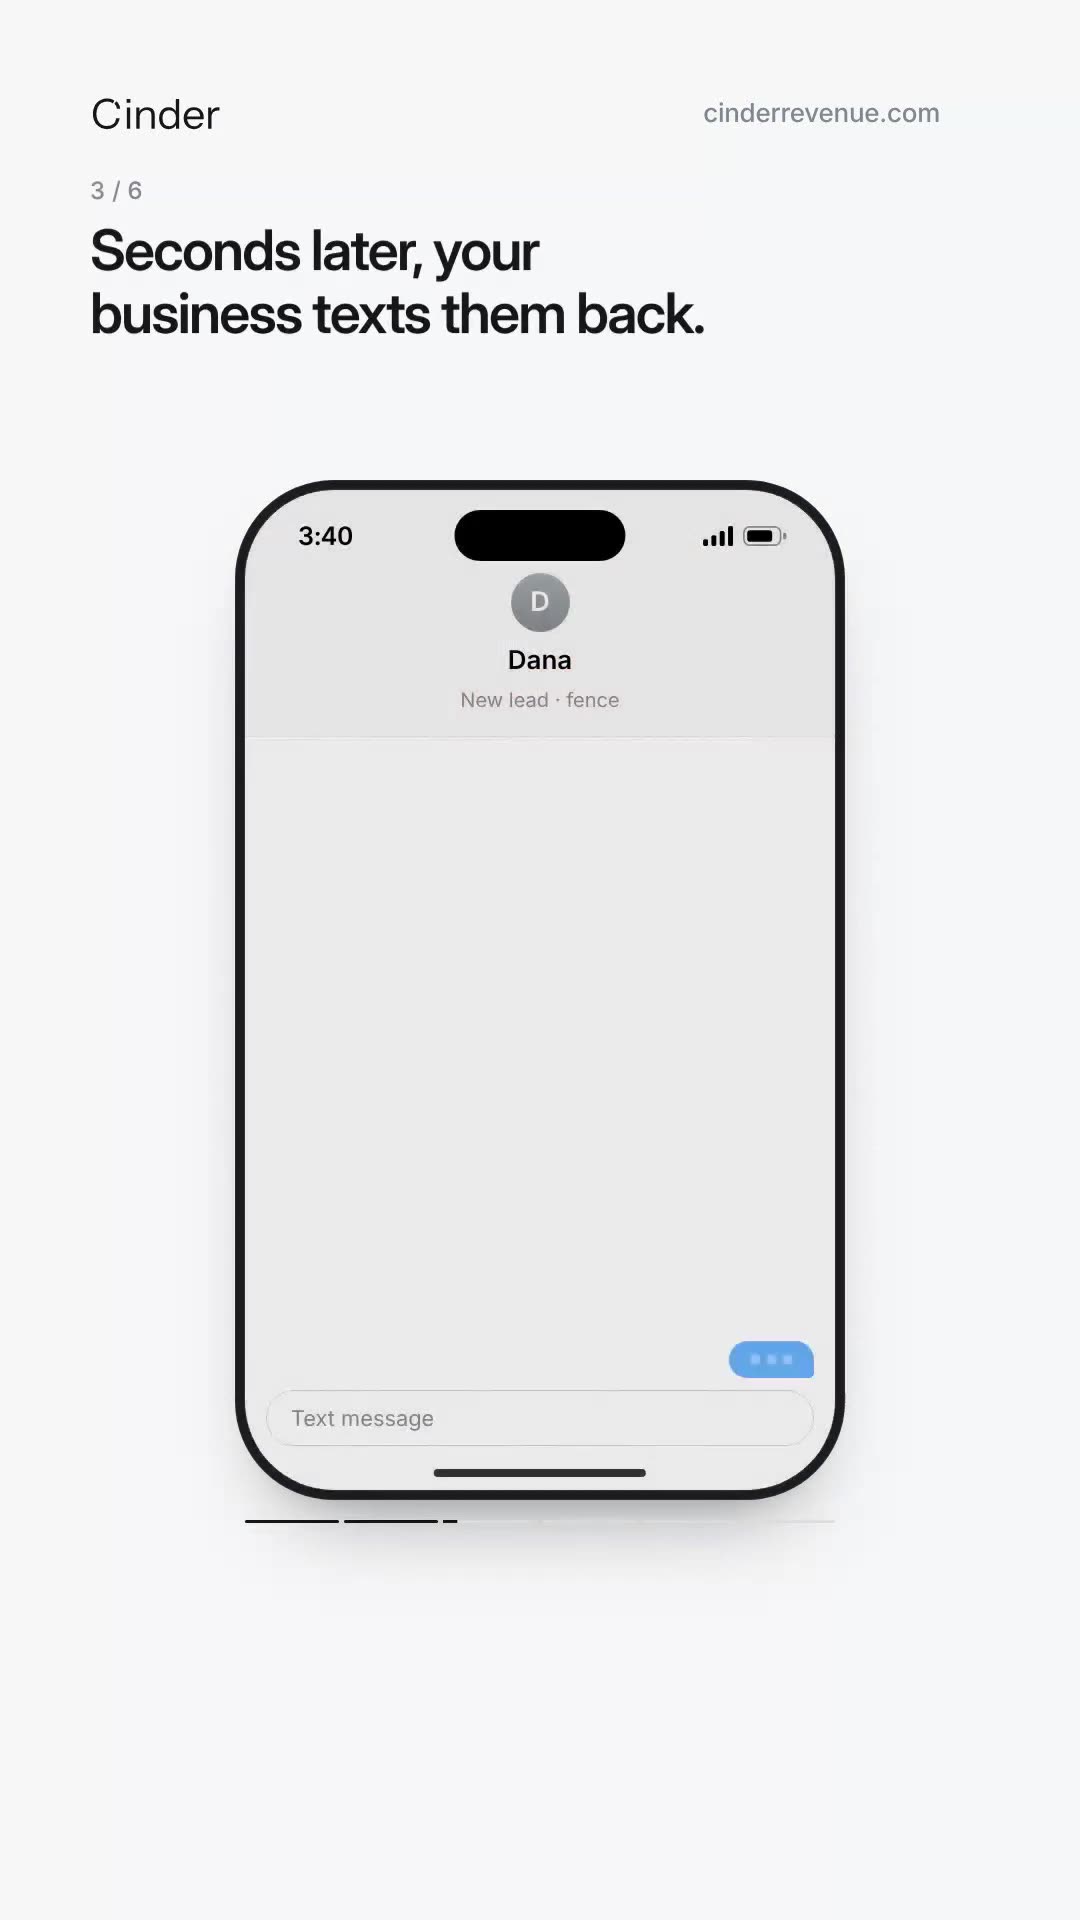 Cinder
cinderrevenue.com
3 / 6
Seconds later, your
business texts them back.
3:40
D
Dana
New lead · fence
Text message